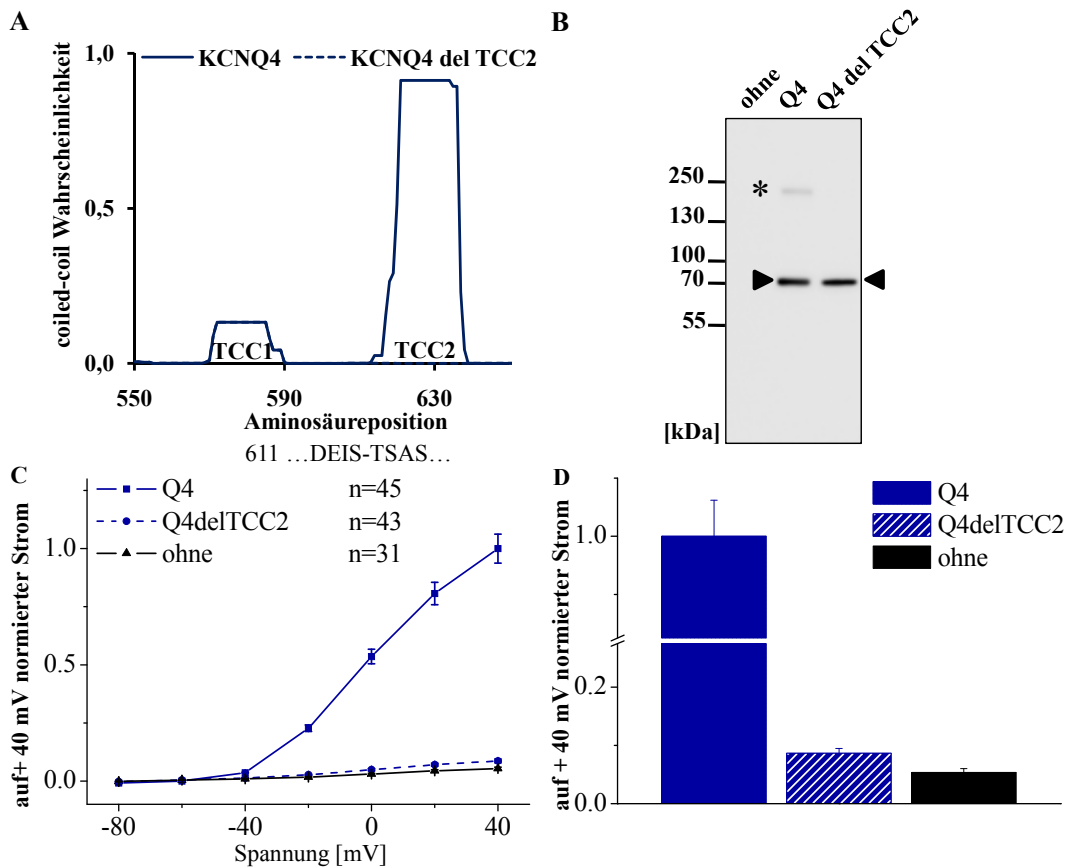 A
coiled-coil Wahrscheinlichkeit
1,0
0,5
0,0
KCNQ4
KCNQ4 del TCC2
TCC1
TCC2
550
590
630
Aminosäureposition
611 ...DEIS-TSAS...
B
ohne
Q4
Q4 del TCC2
250
130
100
70
55
[kDa]
*
C
auf+ 40 mV normierter Strom
Q4 n=45
Q4delTCC2 n=43
ohne n=31
1.0
0.5
0.0
-80
-40
0
40
Spannung [mV]
D
auf + 40 mV normierter Strom
Q4
Q4delTCC2
ohne
1.0
0.2
0.0